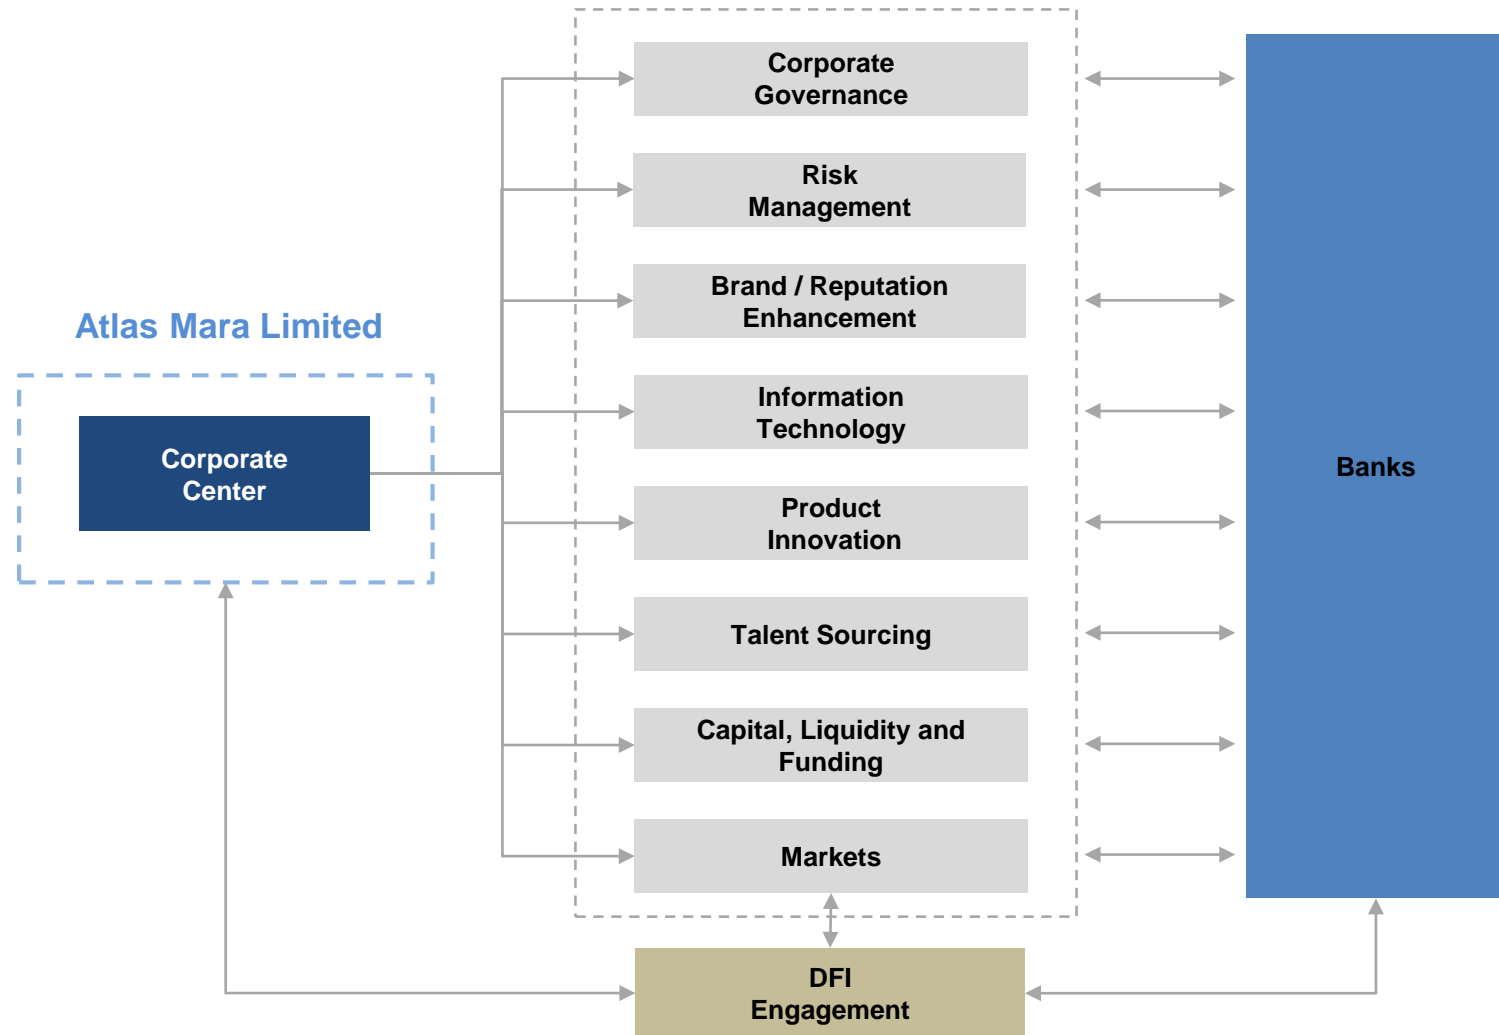 Atlas Mara Limited
Corporate
Center
Corporate
Governance
Risk
Management
Brand / Reputation
Enhancement
Information
Technology
Product
Innovation
Talent Sourcing
Capital, Liquidity and
Funding
Markets
DFI
Engagement
Banks